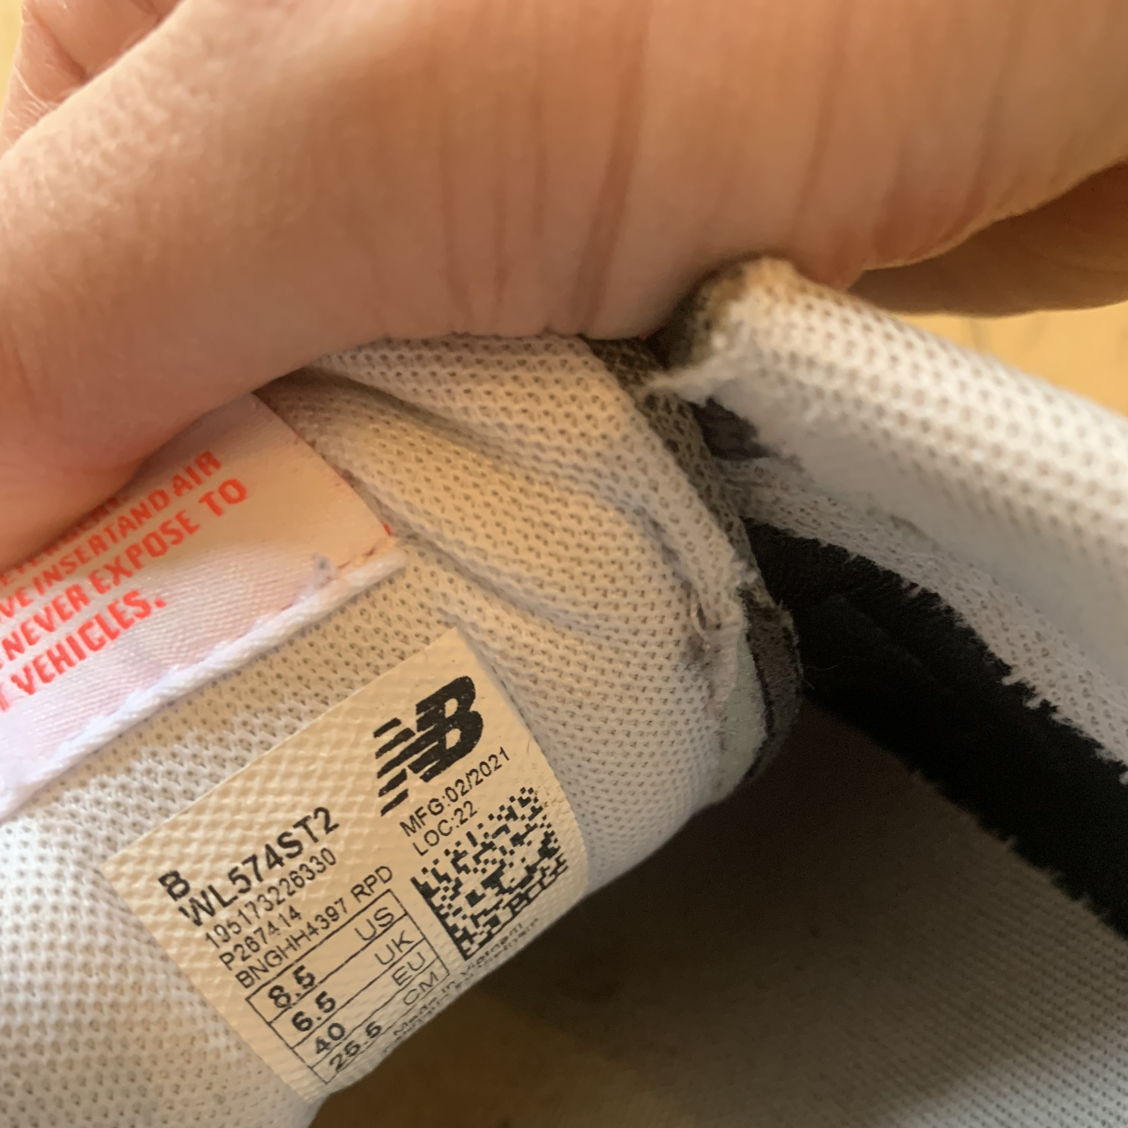 VE INSERT AND AIR
NEVER EXPOSE TO
VEHICLES.
NB
MFG:02/2021
LOC:22
B
WL574ST2
195173226330
P267414
BNGHH4397 RPD
8.5 US
6.5 UK
40 EU
25.5 CM